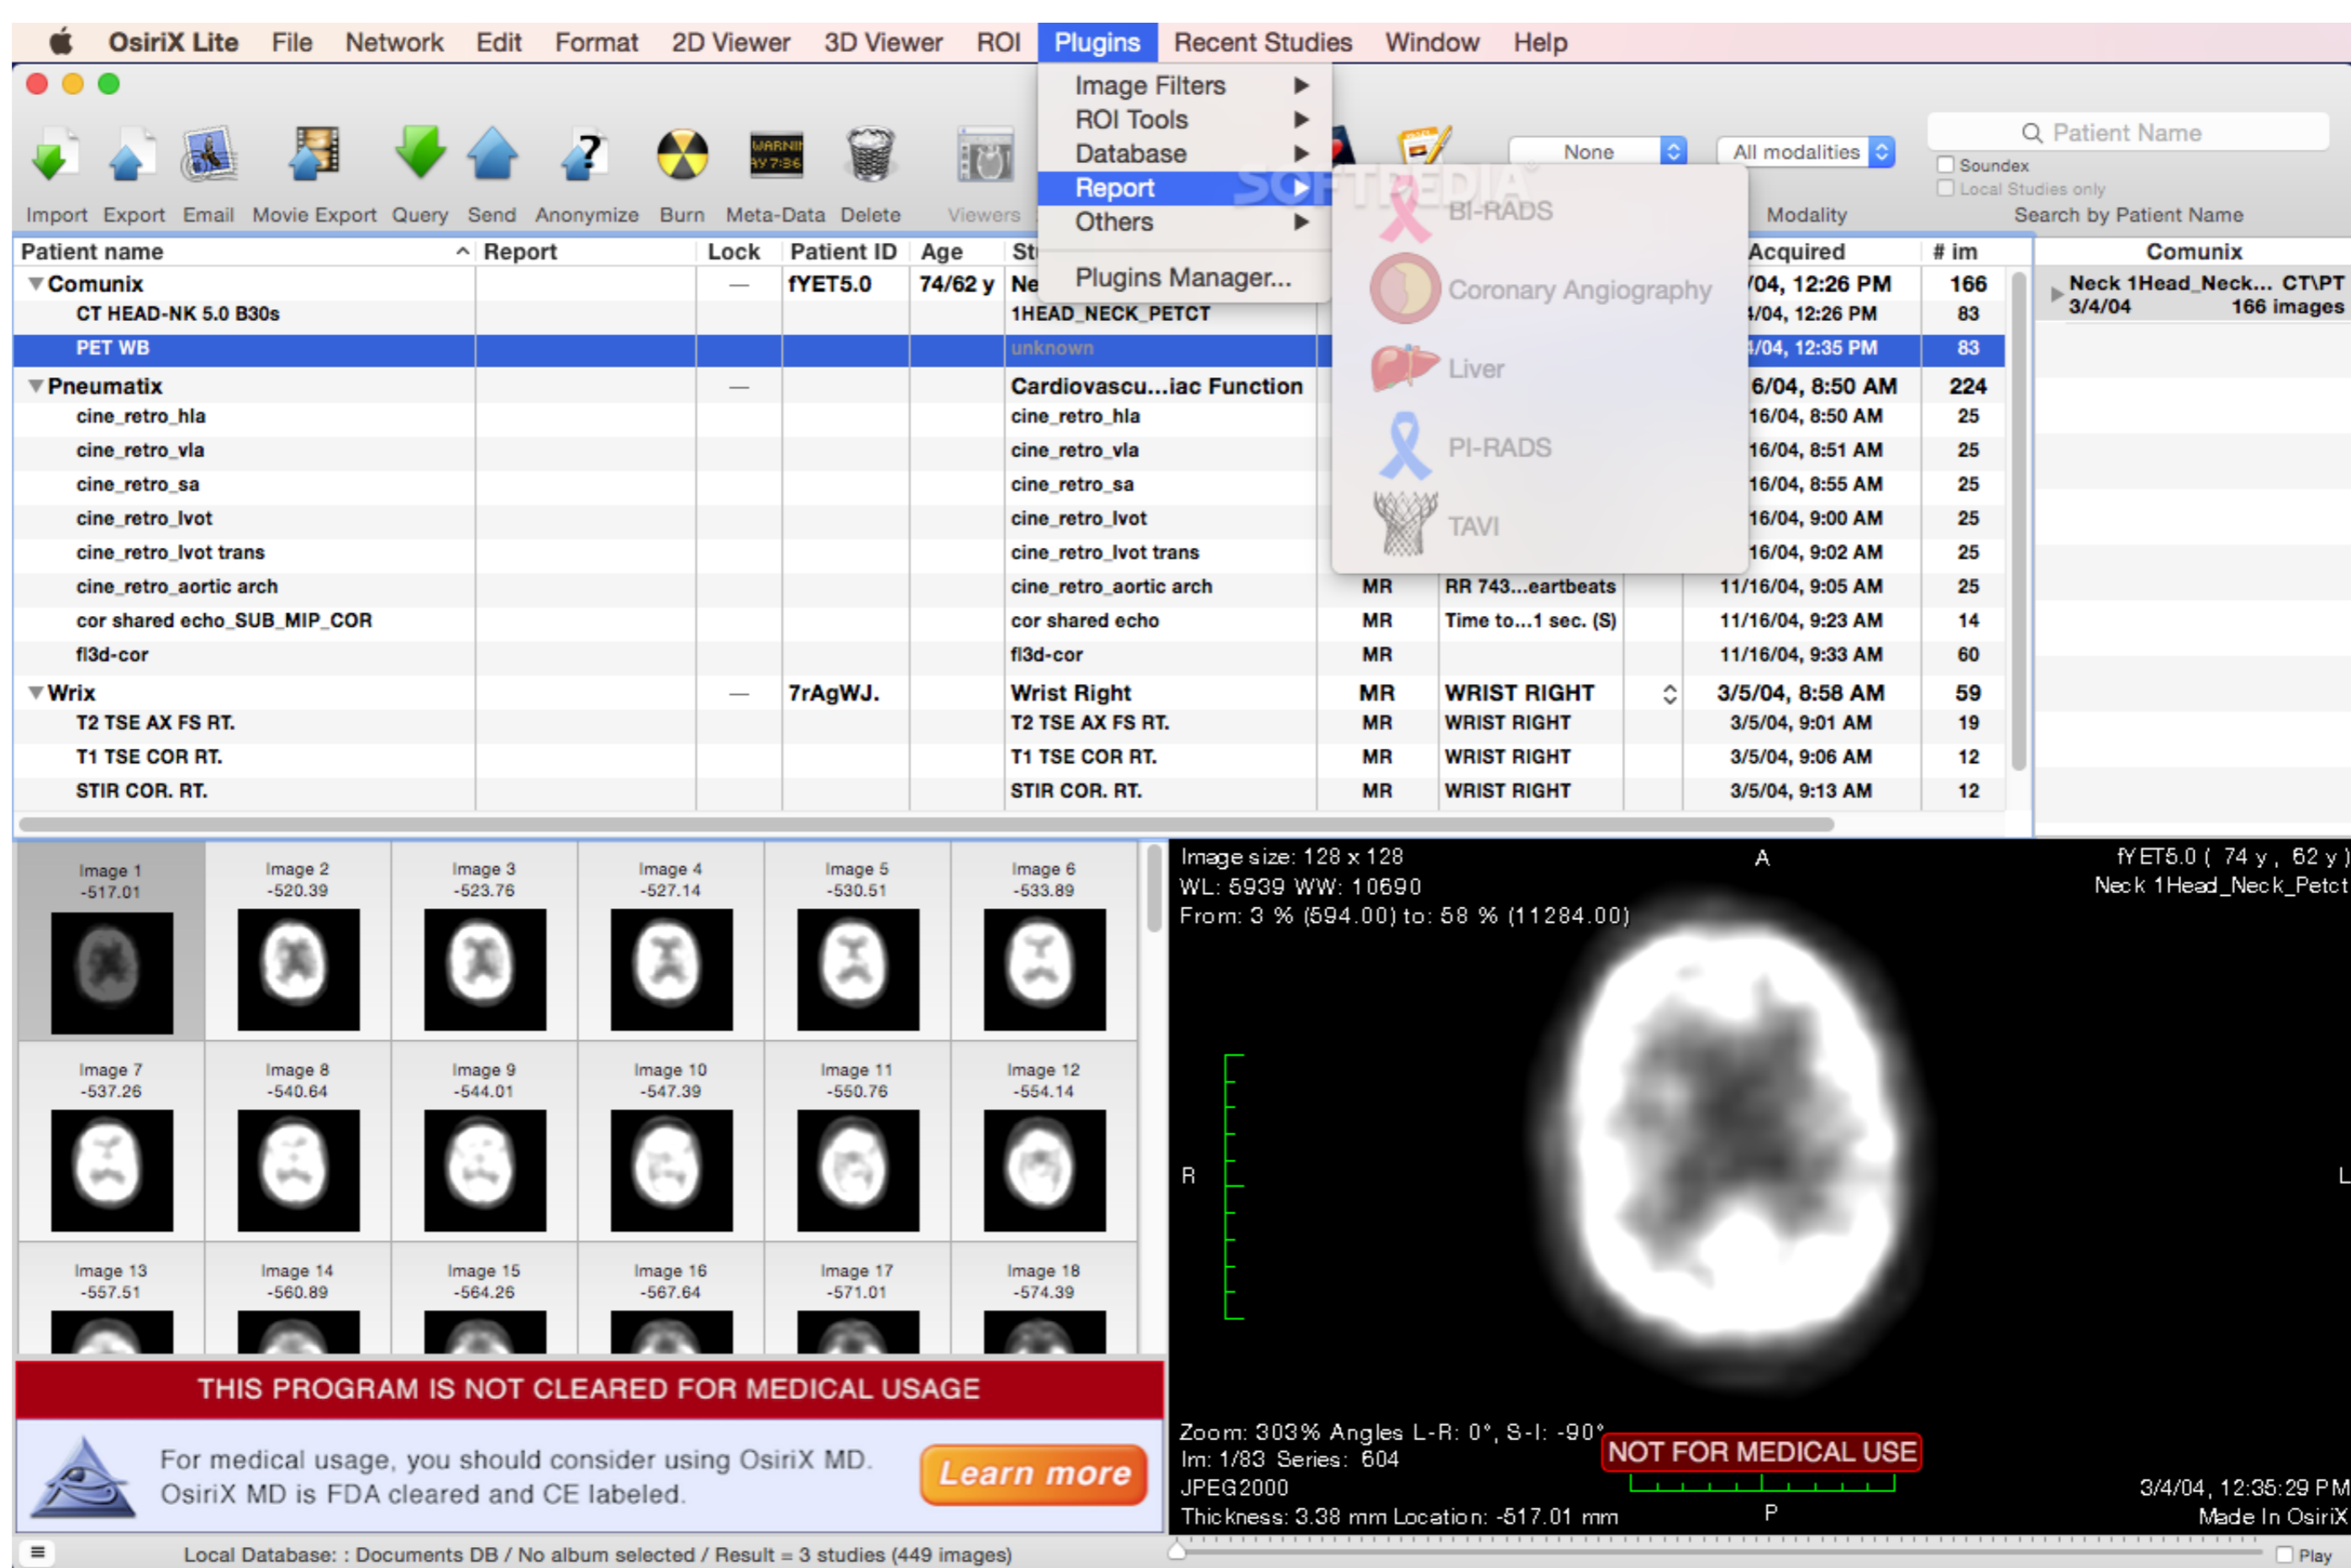 OsiriX Lite File Network Edit Format 2D Viewer 3D Viewer ROI Plugins Recent Studies Window Help
Image Filters
ROI Tools
Database
Report
Others
Plugins Manager...
BI-RADS
Coronary Angiography
Liver
PI-RADS
TAVI
SOFTPEDIA
WARNIN
AY 7:36
None
All modalities
Patient Name
Soundex
Local Studies only
Import Export Email Movie Export Query Send Anonymize Burn Meta-Data Delete Viewers Modality Search by Patient Name
Patient name Report Lock Patient ID Age St Acquired # im
Comunix — fYET5.0 74/62 y Ne /04, 12:26 PM 166
CT HEAD-NK 5.0 B30s 1HEAD_NECK_PETCT /04, 12:26 PM 83
PET WB unknown /04, 12:35 PM 83
Pneumatix — Cardiovascu...iac Function 6/04, 8:50 AM 224
cine_retro_hla cine_retro_hla 16/04, 8:50 AM 25
cine_retro_vla cine_retro_vla 16/04, 8:51 AM 25
cine_retro_sa cine_retro_sa 16/04, 8:55 AM 25
cine_retro_lvot cine_retro_lvot 16/04, 9:00 AM 25
cine_retro_lvot trans cine_retro_lvot trans 16/04, 9:02 AM 25
cine_retro_aortic arch cine_retro_aortic arch MR RR 743...eartbeats 11/16/04, 9:05 AM 25
cor shared echo_SUB_MIP_COR cor shared echo MR Time to...1 sec. (S) 11/16/04, 9:23 AM 14
fl3d-cor fl3d-cor MR 11/16/04, 9:33 AM 60
Wrix — 7rAgWJ. Wrist Right MR WRIST RIGHT 3/5/04, 8:58 AM 59
T2 TSE AX FS RT. T2 TSE AX FS RT. MR WRIST RIGHT 3/5/04, 9:01 AM 19
T1 TSE COR RT. T1 TSE COR RT. MR WRIST RIGHT 3/5/04, 9:06 AM 12
STIR COR. RT. STIR COR. RT. MR WRIST RIGHT 3/5/04, 9:13 AM 12
Comunix
Neck 1Head_Neck... CT\PT
3/4/04 166 images
Image 1 Image 2 Image 3 Image 4 Image 5 Image 6
-517.01 -520.39 -523.76 -527.14 -530.51 -533.89
Image 7 Image 8 Image 9 Image 10 Image 11 Image 12
-537.26 -540.64 -544.01 -547.39 -550.76 -554.14
Image 13 Image 14 Image 15 Image 16 Image 17 Image 18
-557.51 -560.89 -564.26 -567.64 -571.01 -574.39
THIS PROGRAM IS NOT CLEARED FOR MEDICAL USAGE
For medical usage, you should consider using OsiriX MD.
OsiriX MD is FDA cleared and CE labeled.
Learn more
Image size: 128 x 128
WL: 5939 WW: 10690
From: 3 % (594.00) to: 58 % (11284.00)
A
fYET5.0 ( 74 y , 62 y )
Neck 1Head_Neck_Petct
R
L
Zoom: 303% Angles L-R: 0°, S-I: -90°
Im: 1/83 Series: 604
JPEG2000
Thickness: 3.38 mm Location: -517.01 mm
NOT FOR MEDICAL USE
P
3/4/04, 12:35:29 PM
Made In OsiriX
Local Database: : Documents DB / No album selected / Result = 3 studies (449 images)
Play